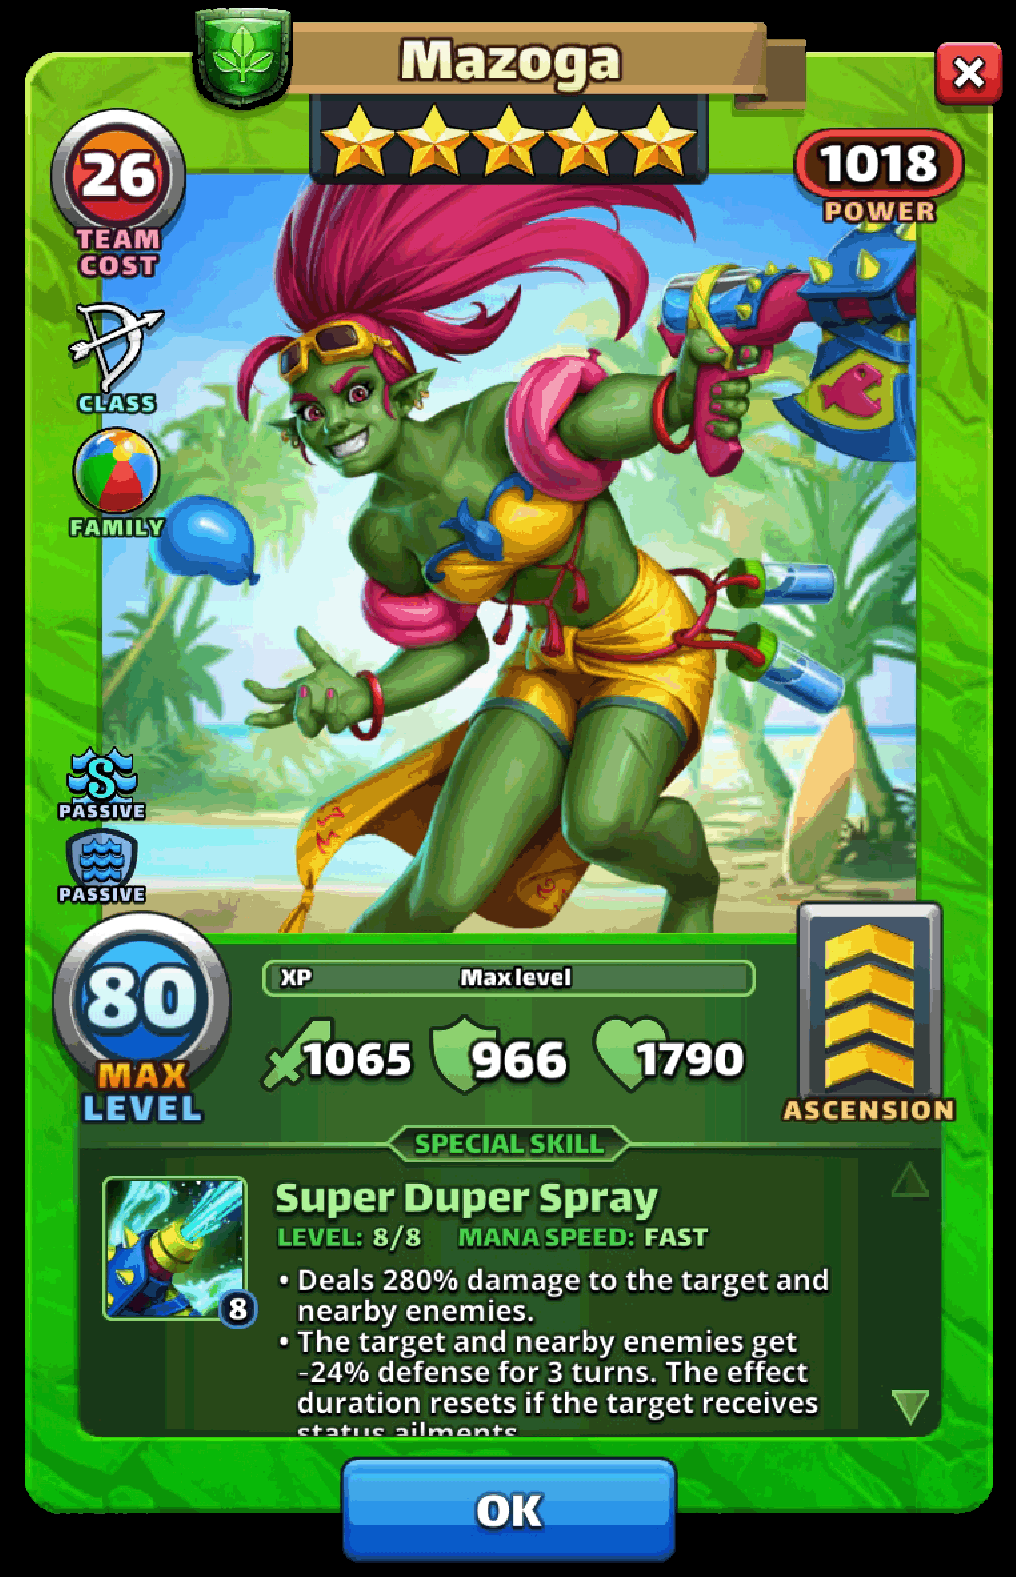 Mazoga
26
TEAM
COST
1018
POWER
CLASS
FAMILY
S
PASSIVE
PASSIVE
80
MAX
LEVEL
XP Max level
1065 966 1790
ASCENSION
SPECIAL SKILL
Super Duper Spray
LEVEL: 8/8 MANA SPEED: FAST
8
• Deals 280% damage to the target and
nearby enemies.
• The target and nearby enemies get
-24% defense for 3 turns. The effect
duration resets if the target receives
status ailments
OK